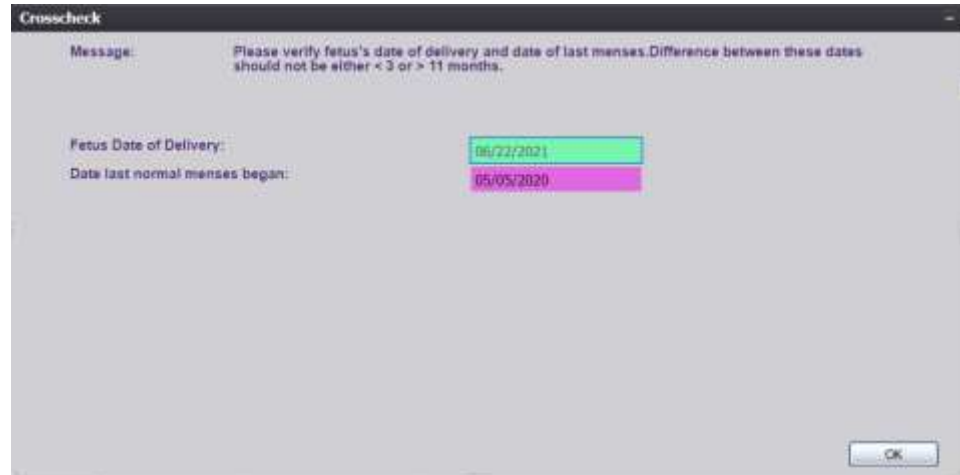 Crosscheck
Message: Please verify fetus's date of delivery and date of last menses.Difference between these dates
should not be either < 3 or > 11 months.
Fetus Date of Delivery: 06/22/2021
Date last normal menses began: 05/05/2020
OK